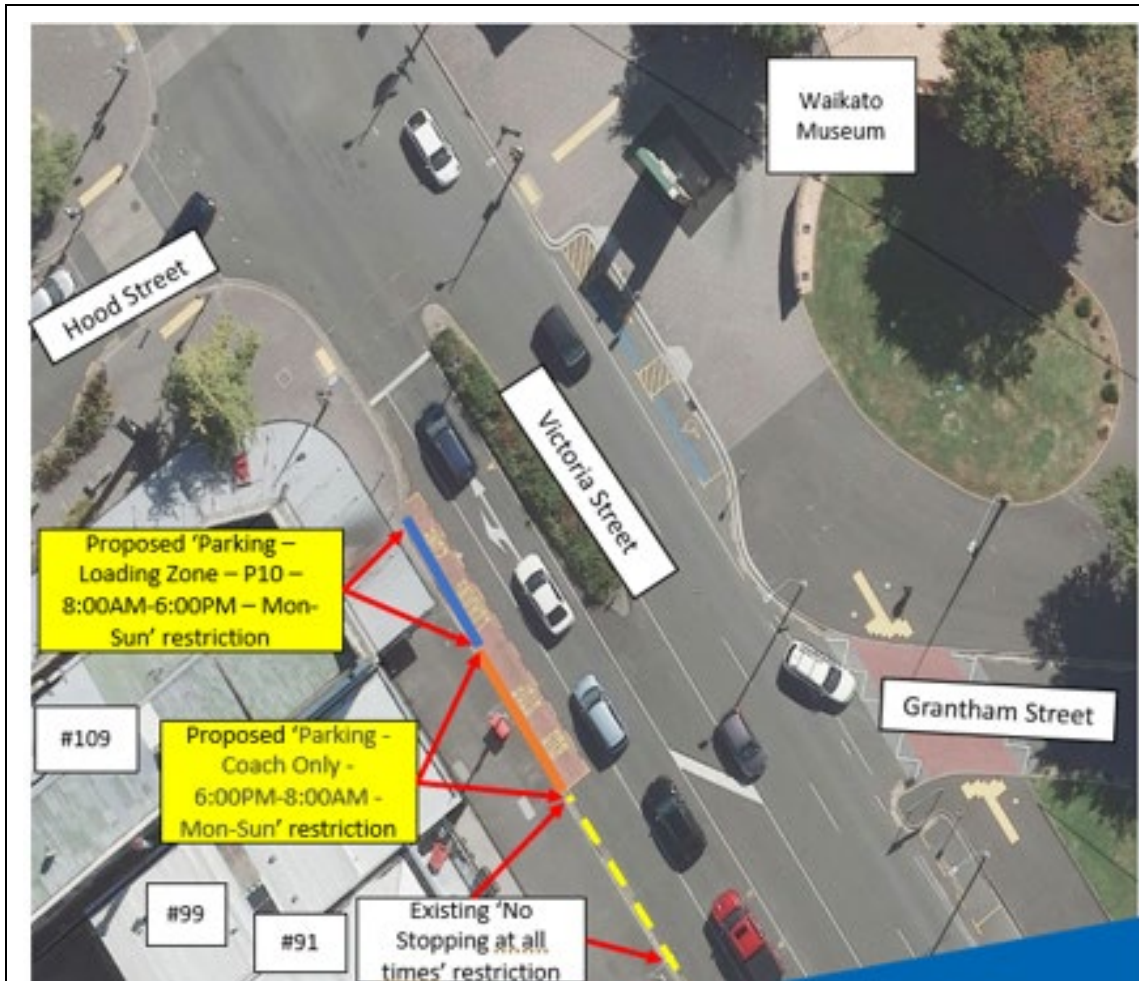 Waikato
Museum
Hood Street
Victoria Street
Proposed 'Parking –
Loading Zone – P10 –
8:00AM-6:00PM – Mon-
Sun' restriction
Grantham Street
#109
Proposed 'Parking -
Coach Only -
6:00PM-8:00AM -
Mon-Sun' restriction
#99
#91
Existing 'No
Stopping at all
times' restriction